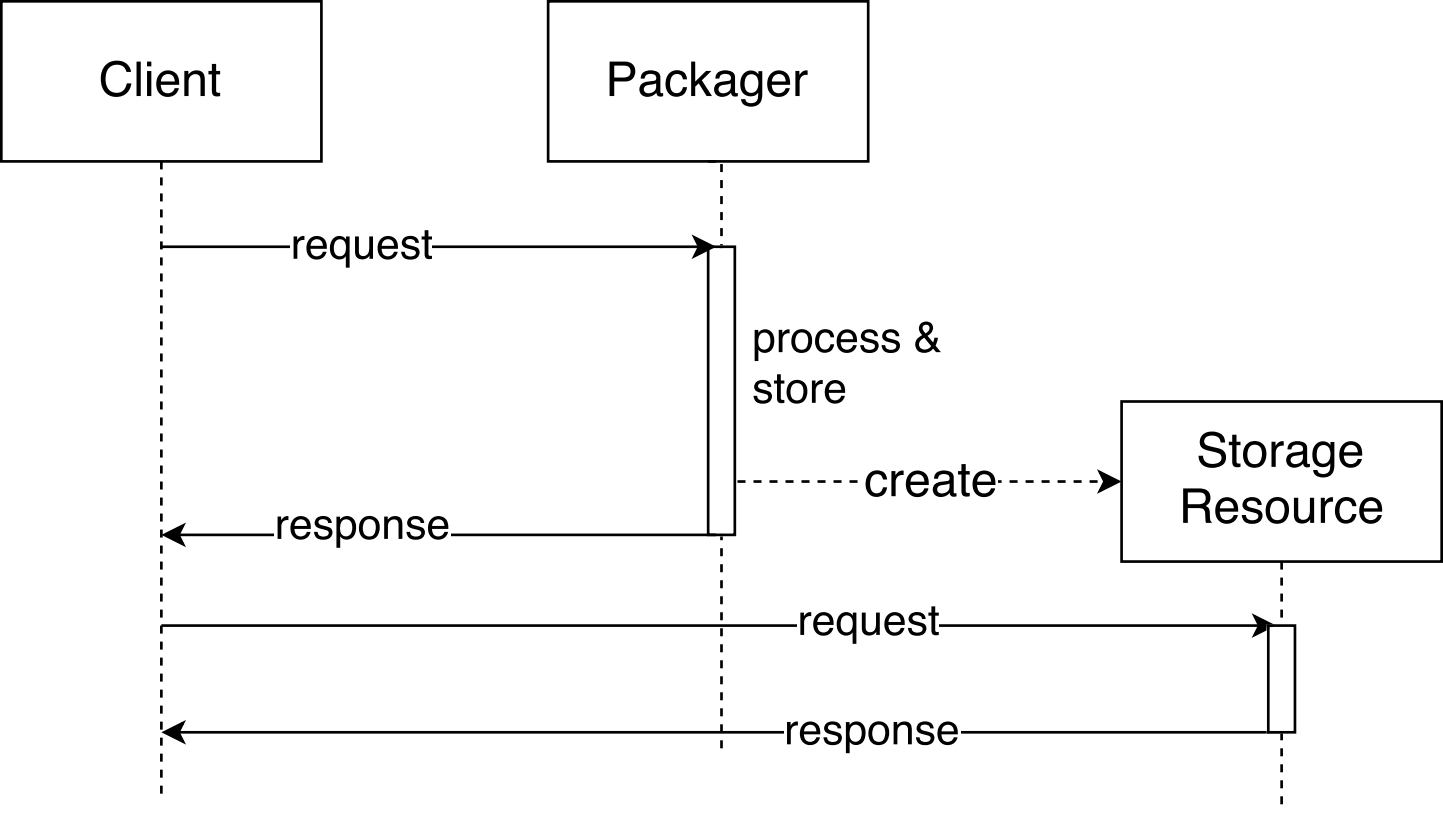 Client
Packager
request
process &
store
Storage
Resource
create
response
request
response